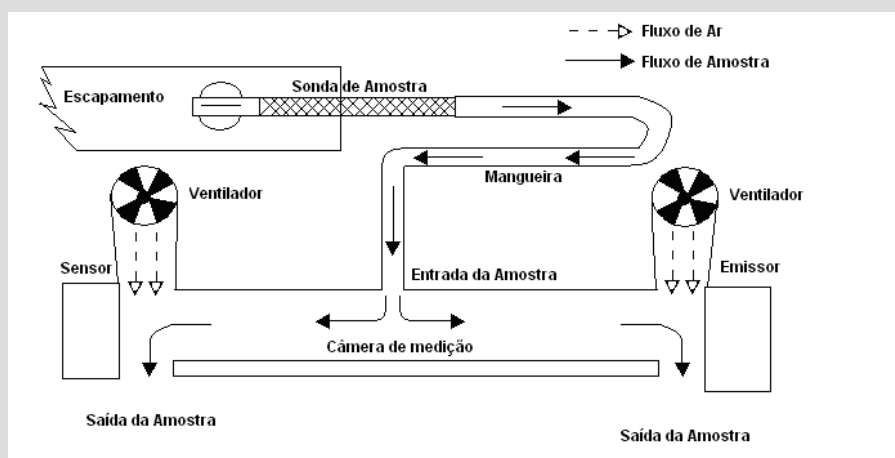 Fluxo de Ar
Fluxo de Amostra
Sonda de Amostra
Escapamento
Mangueira
Ventilador
Ventilador
Sensor
Entrada da Amostra
Emissor
Câmera de medição
Saída da Amostra
Saída da Amostra